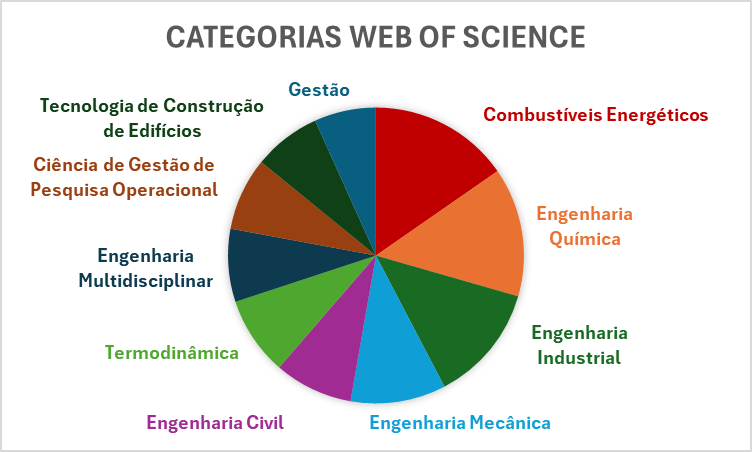 CATEGORIAS WEB OF SCIENCE
Gestão
Tecnologia de Construção
de Edifícios
Combustíveis Energéticos
Ciência de Gestão de
Pesquisa Operacional
Engenharia
Química
Engenharia
Multidisciplinar
Engenharia
Industrial
Termodinâmica
Engenharia Civil
Engenharia Mecânica